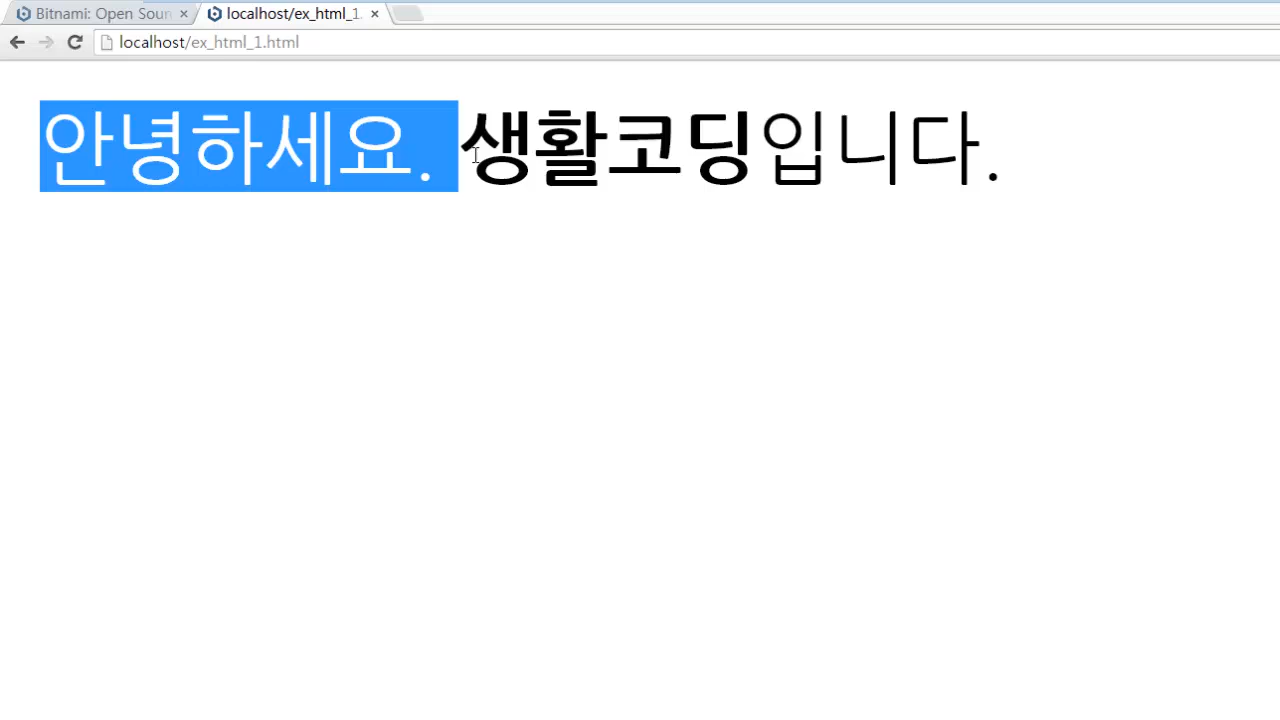 Bitnami: Open Soun
localhost/ex_html_1.
localhost/ex_html_1.html
안녕하세요. 생활코딩입니다.